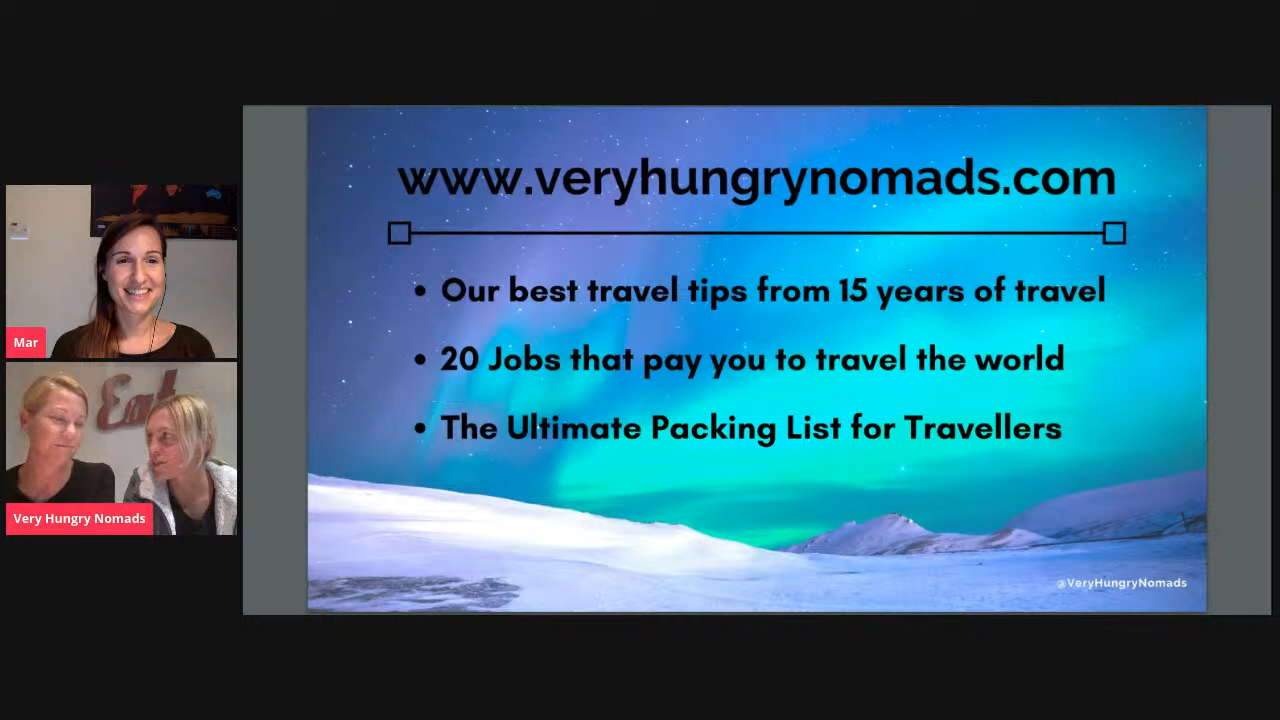 www.veryhungrynomads.com
• Our best travel tips from 15 years of travel
• 20 Jobs that pay you to travel the world
• The Ultimate Packing List for Travellers
@VeryHungryNomads
Mar
Eat
Very Hungry Nomads